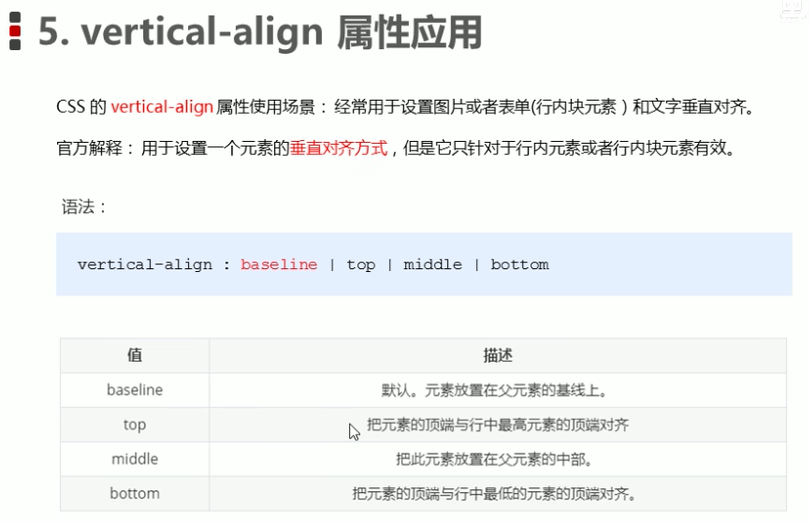 5. vertical-align 属性应用
CSS 的 vertical-align 属性使用场景： 经常用于设置图片或者表单(行内块元素）和文字垂直对齐。
官方解释： 用于设置一个元素的垂直对齐方式，但是它只针对于行内元素或者行内块元素有效。
语法：
vertical-align : baseline | top | middle | bottom
值 描述
baseline 默认。元素放置在父元素的基线上。
top 把元素的顶端与行中最高元素的顶端对齐
middle 把此元素放置在父元素的中部。
bottom 把元素的顶端与行中最低的元素的顶端对齐。